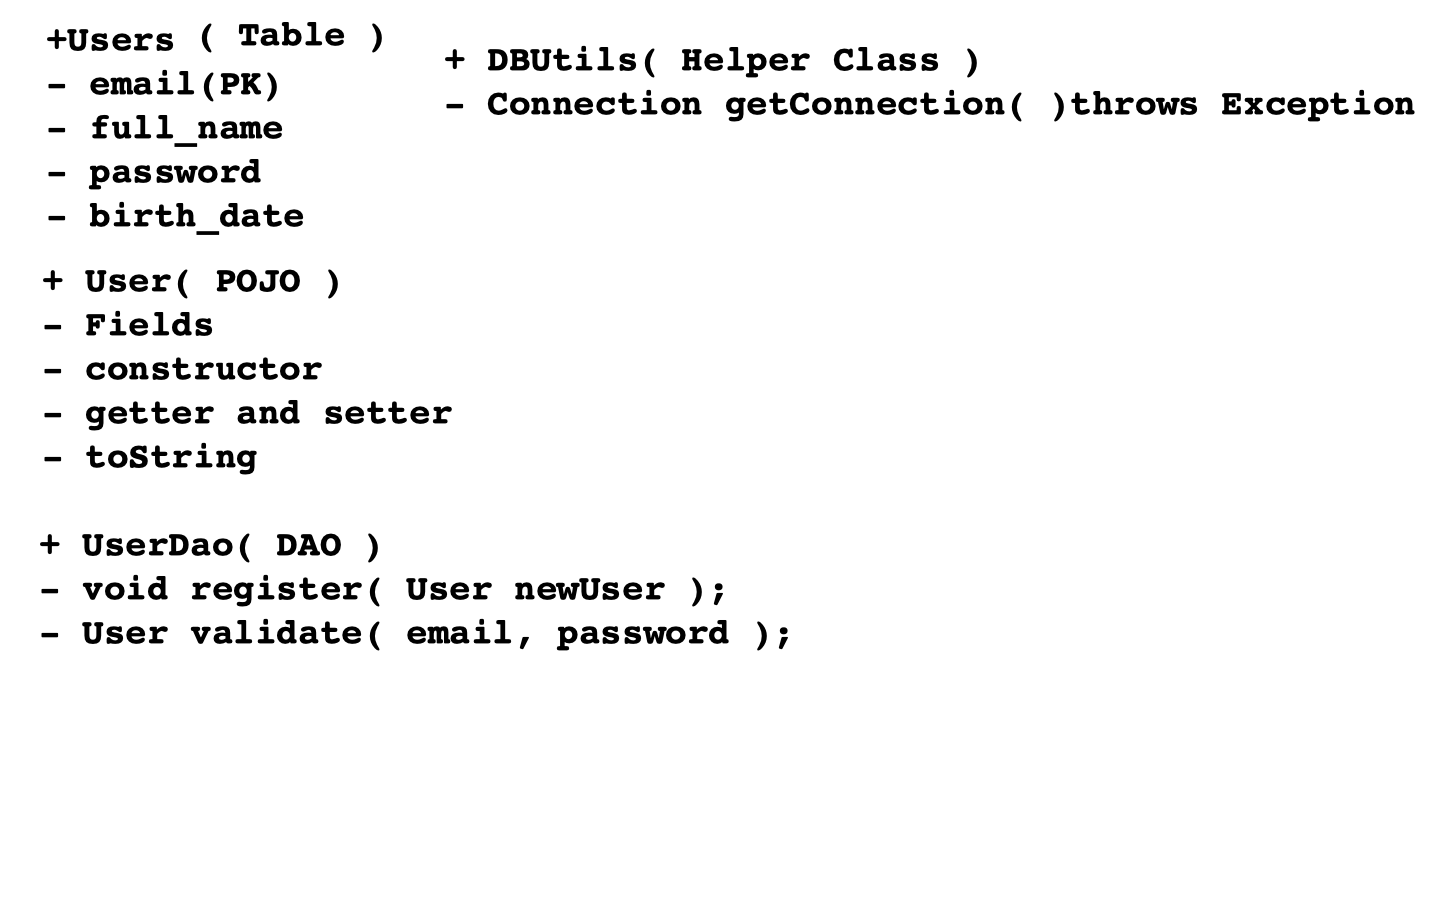 +Users ( Table )
- email(PK)
- full_name
- password
- birth_date
+ DBUtils( Helper Class )
- Connection getConnection( )throws Exception
+ User( POJO )
- Fields
- constructor
- getter and setter
- toString
+ UserDao( DAO )
- void register( User newUser );
- User validate( email, password );